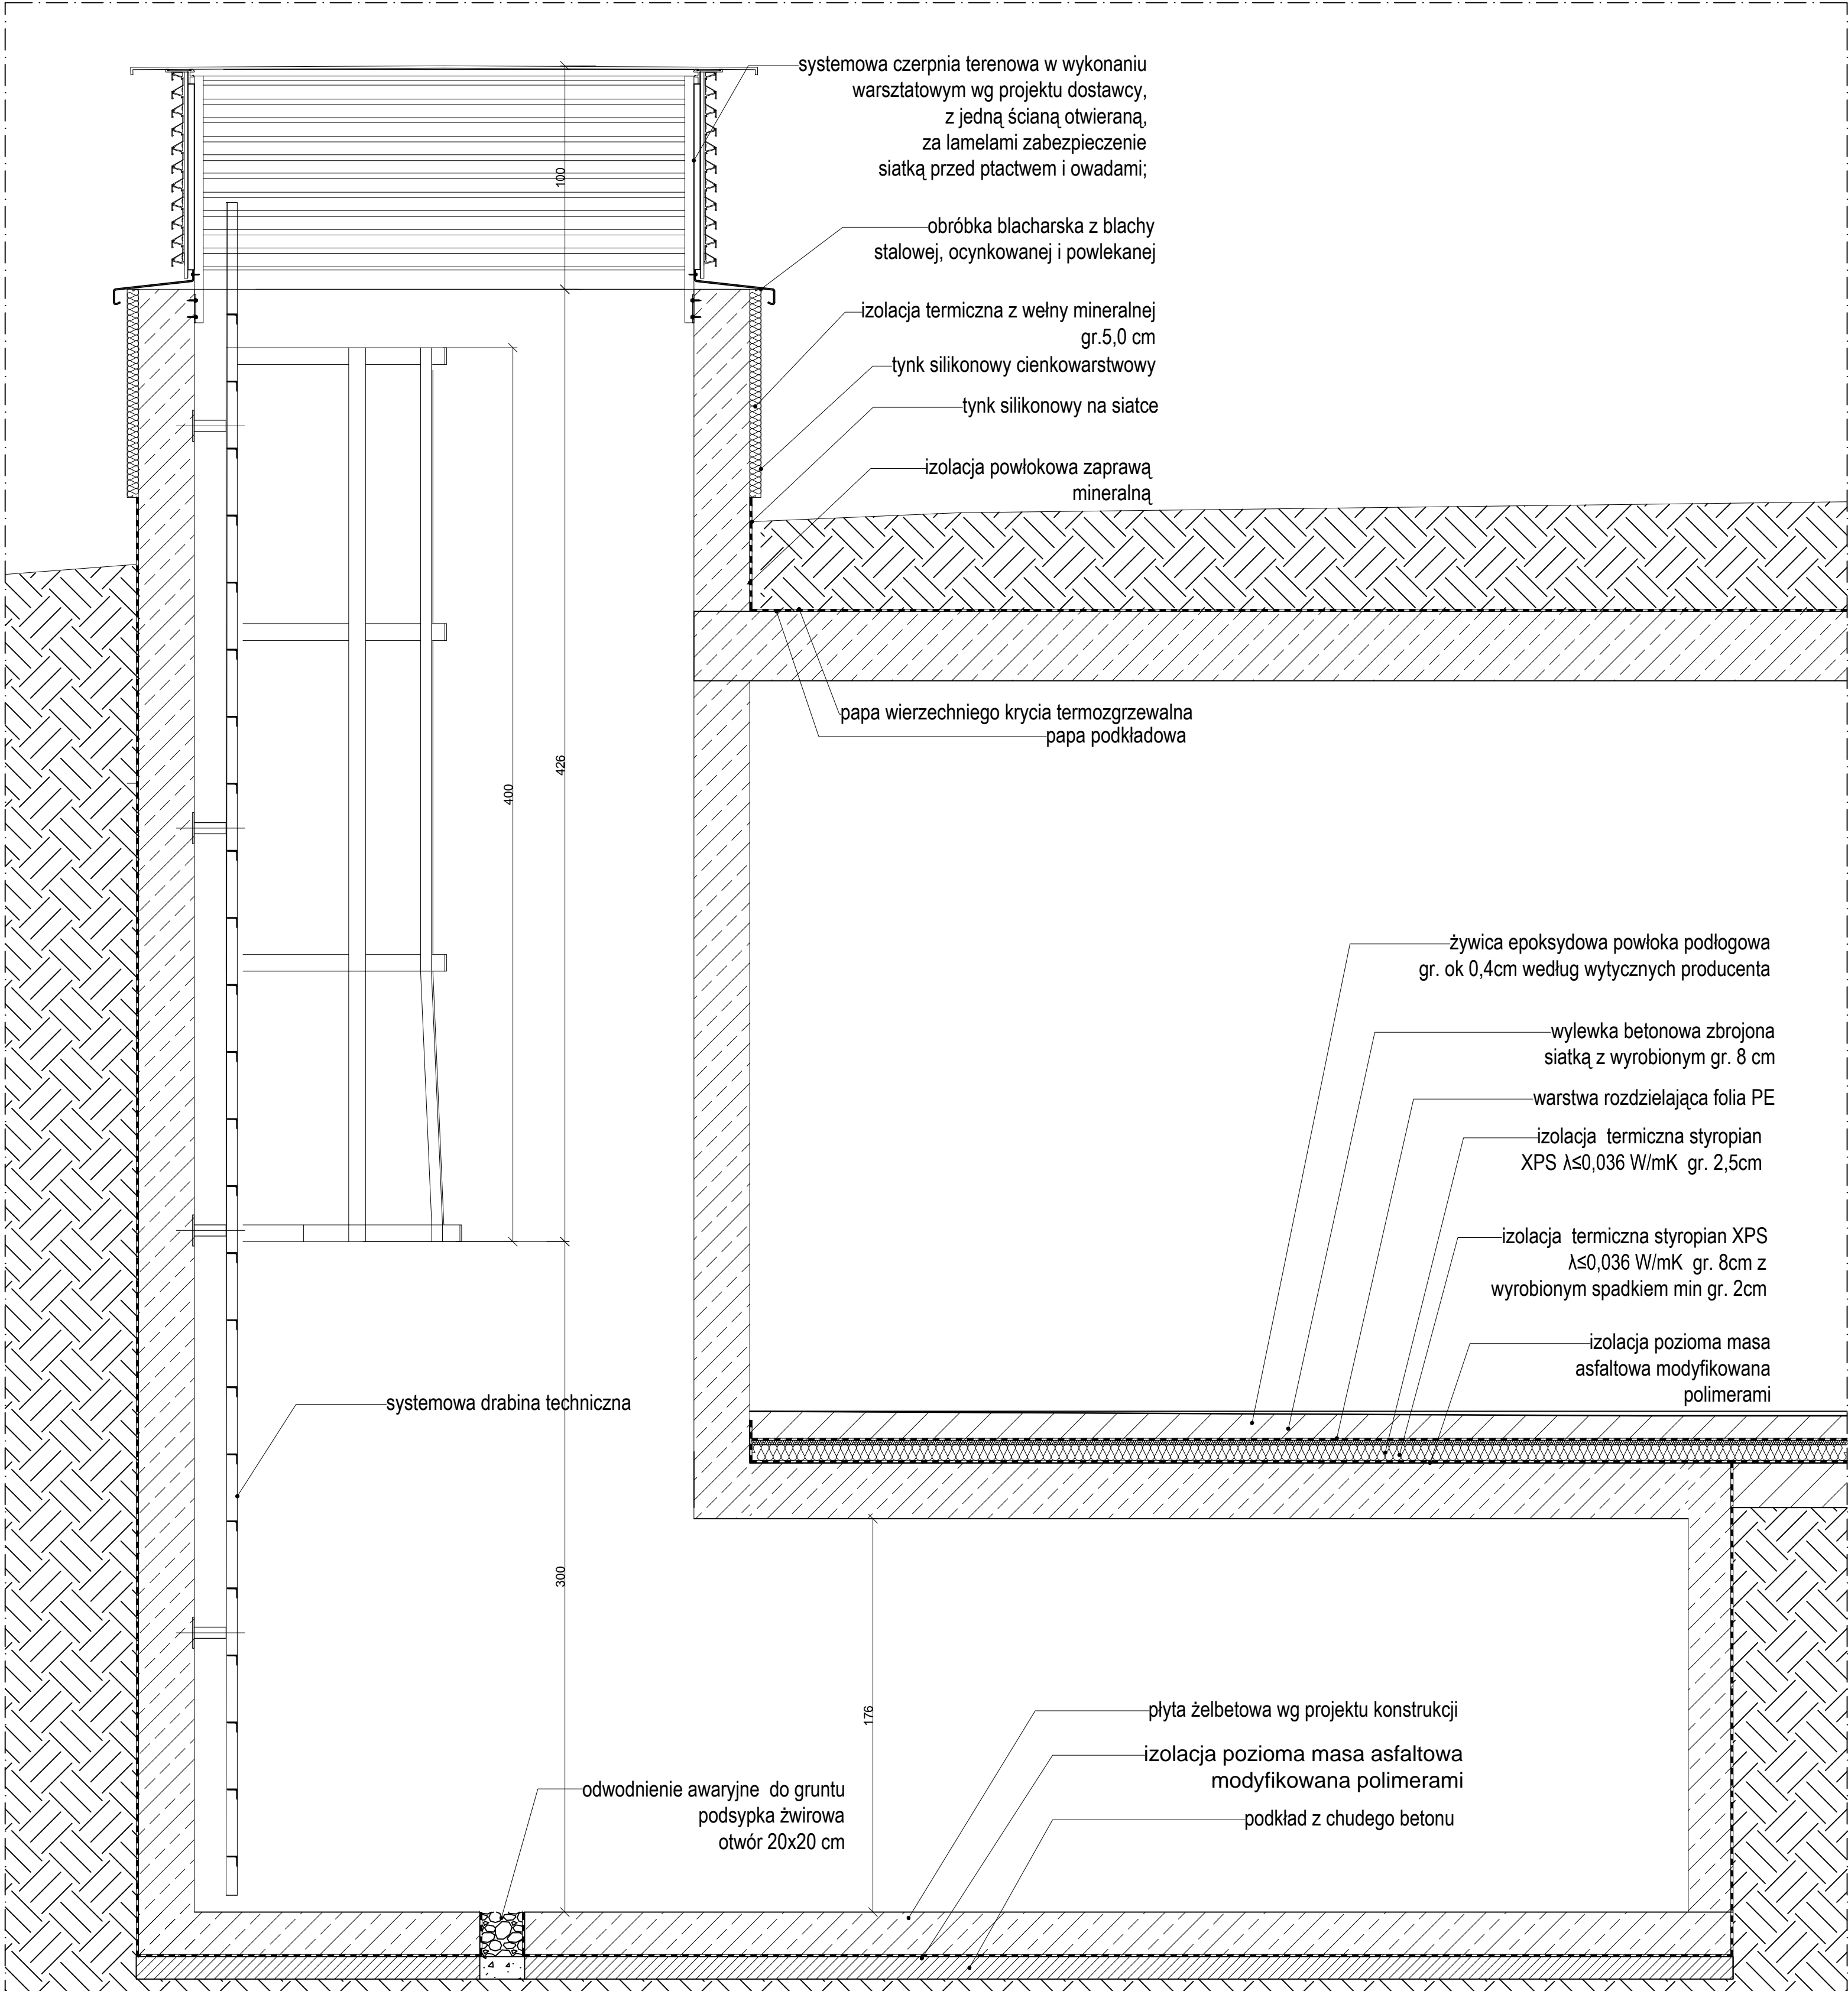 systemowa czerpnia terenowa w wykonaniu
warsztatowym wg projektu dostawcy,
z jedną ścianą otwieraną,
za lamelami zabezpieczenie
siatką przed ptactwem i owadami;
100
obróbka blacharska z blachy
stalowej, ocynkowanej i powlekanej
izolacja termiczna z wełny mineralnej
gr.5,0 cm
tynk silikonowy cienkowarstwowy
tynk silikonowy na siatce
izolacja powłokowa zaprawą
mineralną
papa wierzechniego krycia termozgrzewalna
papa podkładowa
426
400
żywica epoksydowa powłoka podłogowa
gr. ok 0,4cm według wytycznych producenta
wylewka betonowa zbrojona
siatką z wyrobionym gr. 8 cm
warstwa rozdzielająca folia PE
izolacja termiczna styropian
XPS λ≤0,036 W/mK gr. 2,5cm
izolacja termiczna styropian XPS
λ≤0,036 W/mK gr. 8cm z
wyrobionym spadkiem min gr. 2cm
izolacja pozioma masa
asfaltowa modyfikowana
polimerami
systemowa drabina techniczna
300
176
płyta żelbetowa wg projektu konstrukcji
izolacja pozioma masa asfaltowa
modyfikowana polimerami
podkład z chudego betonu
odwodnienie awaryjne do gruntu
podsypka żwirowa
otwór 20x20 cm